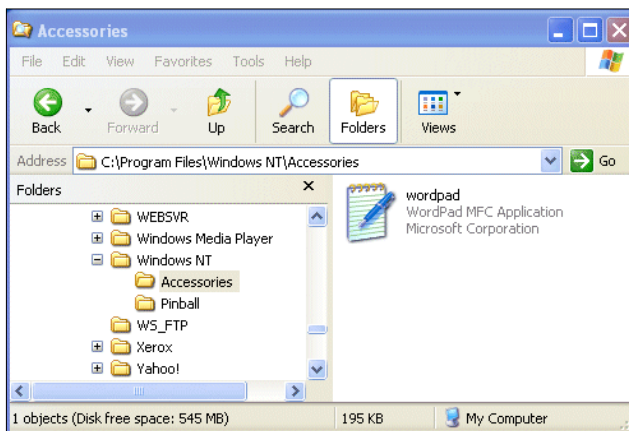 Accessories
File Edit View Favorites Tools Help
Back Forward Up Search Folders Views
Address C:\Program Files\Windows NT\Accessories Go
Folders
WEBSVR
Windows Media Player
Windows NT
Accessories
Pinball
WS_FTP
Xerox
Yahoo!
wordpad
WordPad MFC Application
Microsoft Corporation
1 objects (Disk free space: 545 MB) 195 KB My Computer